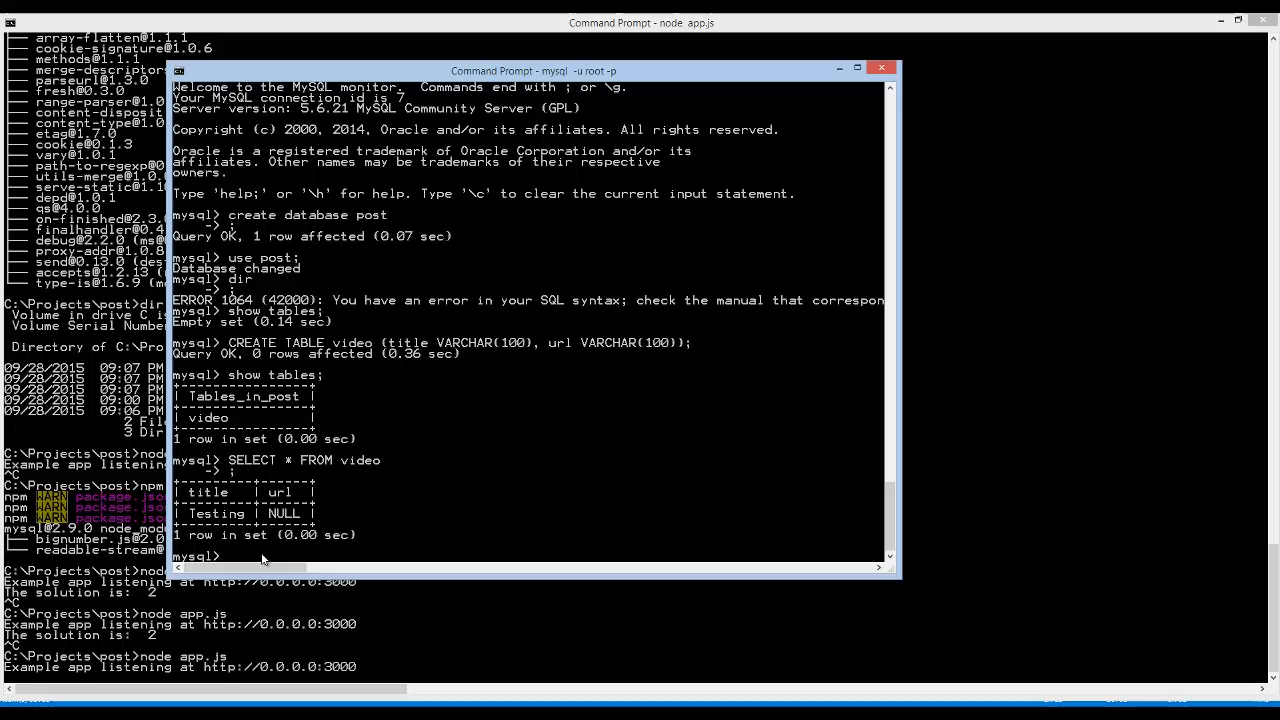 Command Prompt - node  app.js
├── array-flatten@1.1.1
├── cookie-signature@1.0.6
├── methods@1.1.1
├── merge-descriptors
├── parseurl@1.3.0
├── fresh@0.3.0
├── range-parser@1.0
├── content-disposit
├── content-type@1.0
├── etag@1.7.0
├── cookie@0.1.3
├── vary@1.0.1
├── path-to-regexp@0
├── utils-merge@1.0.0
├── serve-static@1.10
├── depd@1.0.1
├── qs@4.0.0
├── on-finished@2.3.0
├── finalhandler@0.4
├── debug@2.2.0 (ms@0
├── proxy-addr@1.0.8
├── send@0.13.0 (des
├── accepts@1.2.13 (m
└── type-is@1.6.9 (m
C:\Projects\post>dir
Volume in drive C is
Volume Serial Number
Directory of C:\Pro
09/28/2015  09:07 PM
09/28/2015  09:07 PM
09/28/2015  09:07 PM
09/28/2015  09:00 PM
09/28/2015  09:06 PM
2 Fil
3 Dir
C:\Projects\post>node
Example app listening
^C
C:\Projects\post>npm
npm WARN package.jso
npm WARN package.jso
npm WARN package.jso
mysql@2.9.0 node_mod
├── bignumber.js@2.0
└── readable-stream@
C:\Projects\post>node
Example app listening at http://0.0.0.0:3000
The solution is:  2
^C
C:\Projects\post>node app.js
Example app listening at http://0.0.0.0:3000
The solution is:  2
^C
C:\Projects\post>node app.js
Example app listening at http://0.0.0.0:3000
Command Prompt - mysql  -u root -p
Welcome to the MySQL monitor.  Commands end with ; or \g.
Your MySQL connection id is 7
Server version: 5.6.21 MySQL Community Server (GPL)
Copyright (c) 2000, 2014, Oracle and/or its affiliates. All rights reserved.
Oracle is a registered trademark of Oracle Corporation and/or its
affiliates. Other names may be trademarks of their respective
owners.
Type 'help;' or '\h' for help. Type '\c' to clear the current input statement.
mysql> create database post
-> ;
Query OK, 1 row affected (0.07 sec)
mysql> use post;
Database changed
mysql> dir
-> ;
ERROR 1064 (42000): You have an error in your SQL syntax; check the manual that correspon
mysql> show tables;
Empty set (0.14 sec)
mysql> CREATE TABLE video (title VARCHAR(100), url VARCHAR(100));
Query OK, 0 rows affected (0.36 sec)
mysql> show tables;
+----------------+
| Tables_in_post |
+----------------+
| video          |
+----------------+
1 row in set (0.00 sec)
mysql> SELECT * FROM video
-> ;
+---------+------+
| title   | url  |
+---------+------+
| Testing | NULL |
+---------+------+
1 row in set (0.00 sec)
mysql>